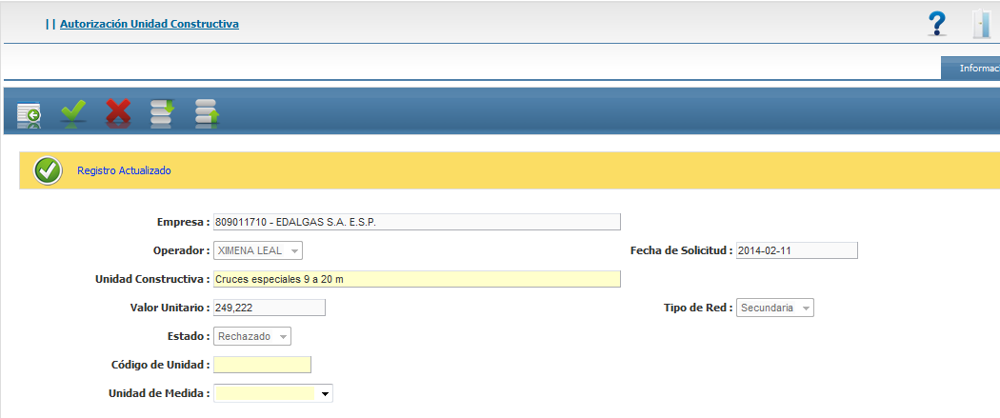 || Autorización Unidad Constructiva
?
Informaci
Registro Actualizado
Empresa : 809011710 - EDALGAS S.A. E.S.P.
Operador : XIMENA LEAL Fecha de Solicitud : 2014-02-11
Unidad Constructiva : Cruces especiales 9 a 20 m
Valor Unitario : 249,222 Tipo de Red : Secundaria
Estado : Rechazado
Código de Unidad :
Unidad de Medida :